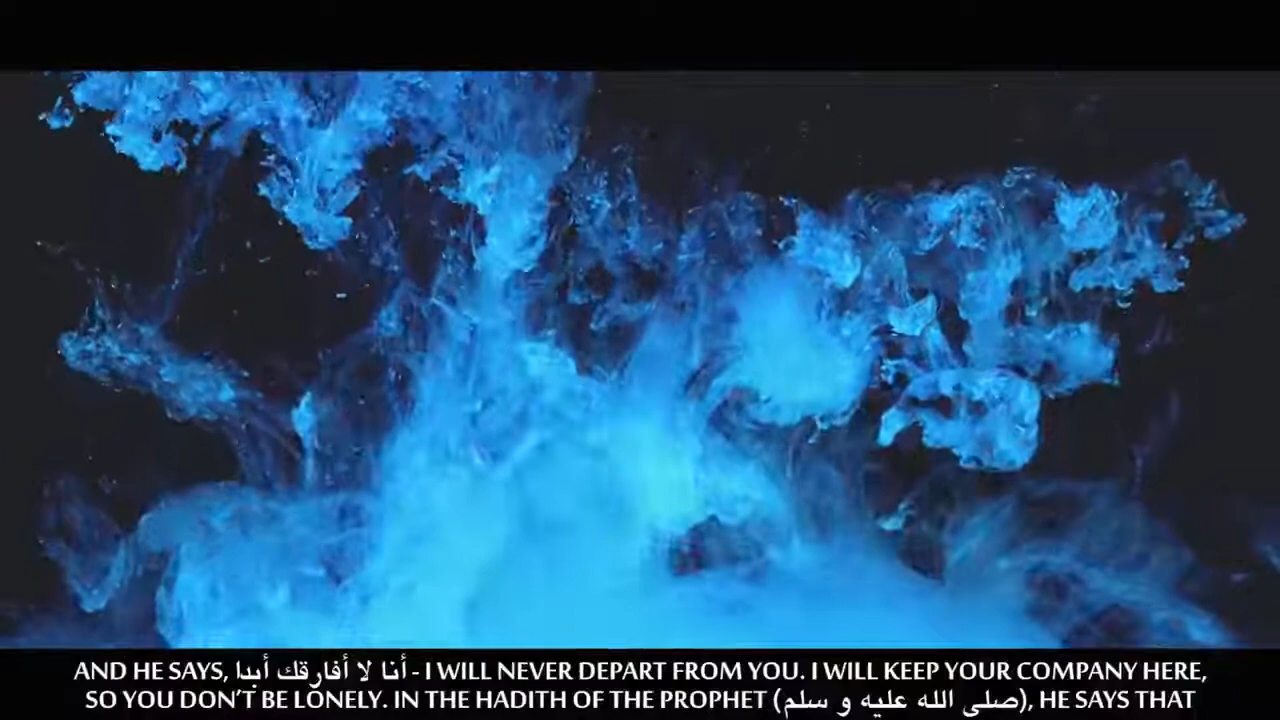 AND HE SAYS, أنا لا أفارقك أبدا - I WILL NEVER DEPART FROM YOU. I WILL KEEP YOUR COMPANY HERE,
SO YOU DON'T BE LONELY. IN THE HADITH OF THE PROPHET (صلى الله عليه و سلم), HE SAYS THAT